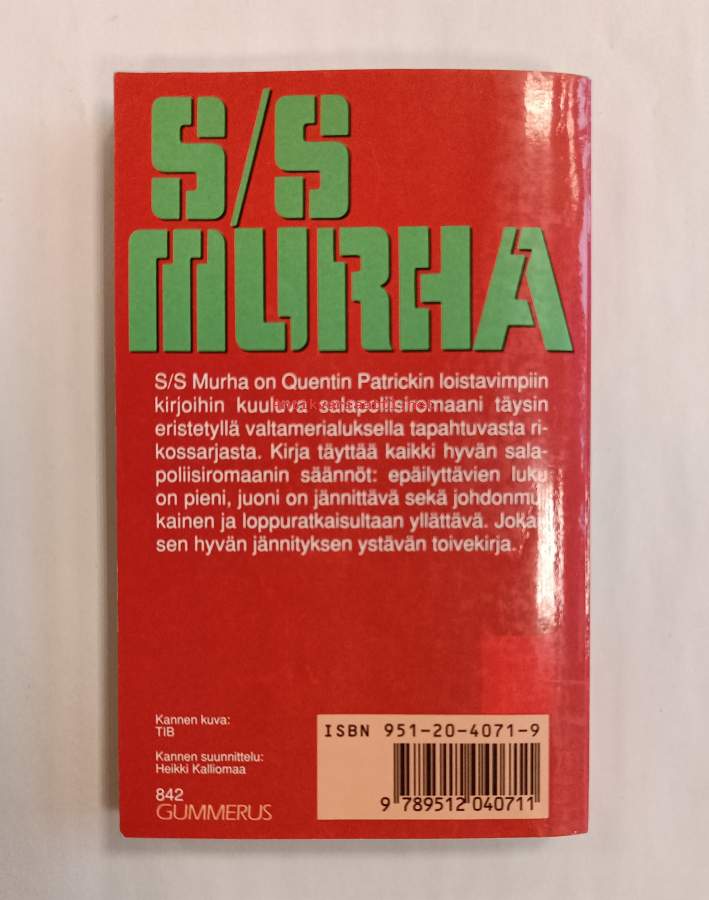 S/S
MURHA
S/S Murha on Quentin Patrickin loistavimpiin
kirjoihin kuuluva salapoliisiromaani täysin
eristetyllä valtamerialuksella tapahtuvasta ri-
kossarjasta. Kirja täyttää kaikki hyvän sala-
poliisiromaanin säännöt: epäilyttävien luku
on pieni, juoni on jännittävä sekä johdonmu-
kainen ja loppuratkaisultaan yllättävä. Jokai-
sen hyvän jännityksen ystävän toivekirja.
Kannen kuva:
TIB
Kannen suunnittelu:
Heikki Kalliomaa
842
GUMMERUS
ISBN 951-20-4071-9
9 789512 040711